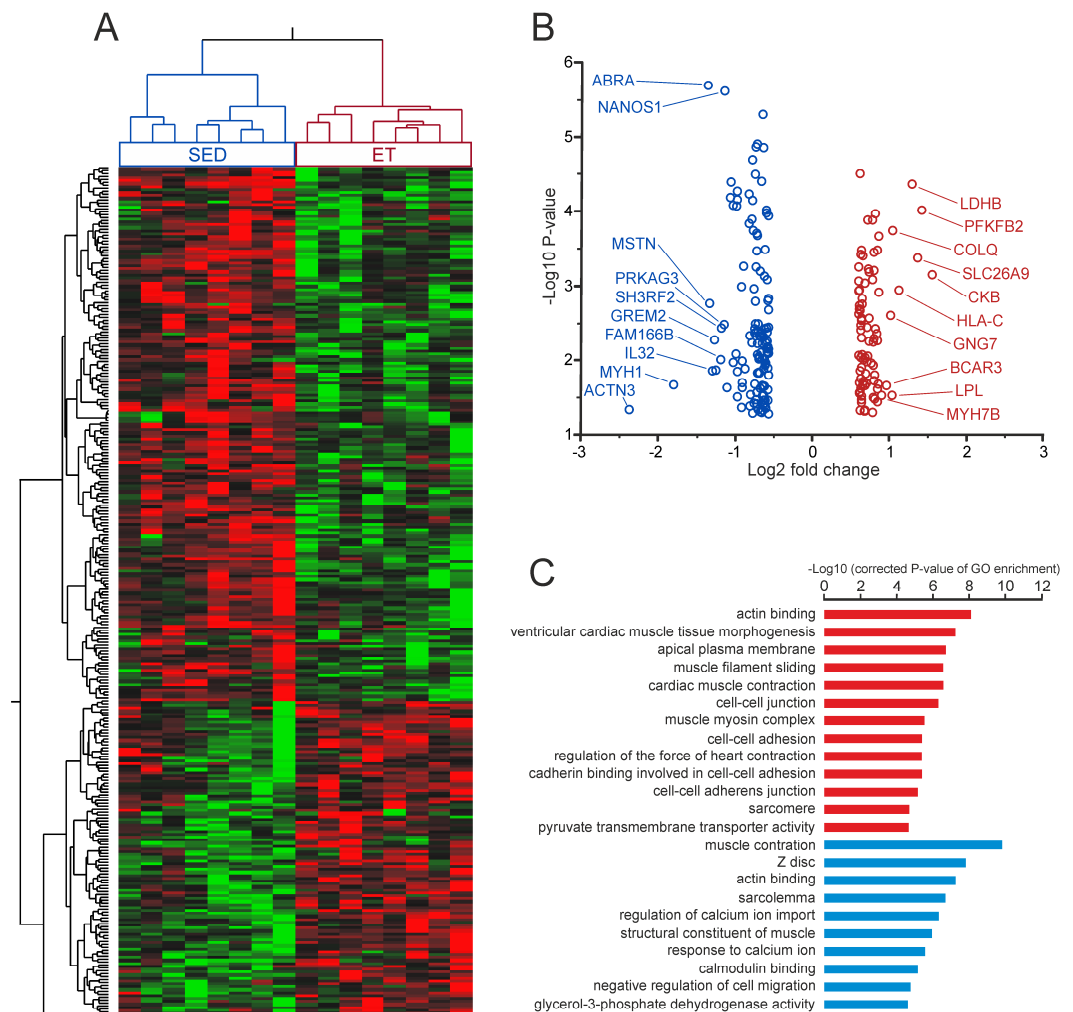 A
SED
ET
B
6
5
4
3
2
1
-Log10 P-value
-3
-2
-1
0
1
2
3
Log2 fold change
ABRA
NANOS1
MSTN
PRKAG3
SH3RF2
GREM2
FAM166B
IL32
MYH1
ACTN3
LDHB
PFKFB2
COLQ
SLC26A9
CKB
HLA-C
GNG7
BCAR3
LPL
MYH7B
C
-Log10 (corrected P-value of GO enrichment)
0
2
4
6
8
10
12
actin binding
ventricular cardiac muscle tissue morphogenesis
apical plasma membrane
muscle filament sliding
cardiac muscle contraction
cell-cell junction
muscle myosin complex
cell-cell adhesion
regulation of the force of heart contraction
cadherin binding involved in cell-cell adhesion
cell-cell adherens junction
sarcomere
pyruvate transmembrane transporter activity
muscle contration
Z disc
actin binding
sarcolemma
regulation of calcium ion import
structural constituent of muscle
response to calcium ion
calmodulin binding
negative regulation of cell migration
glycerol-3-phosphate dehydrogenase activity